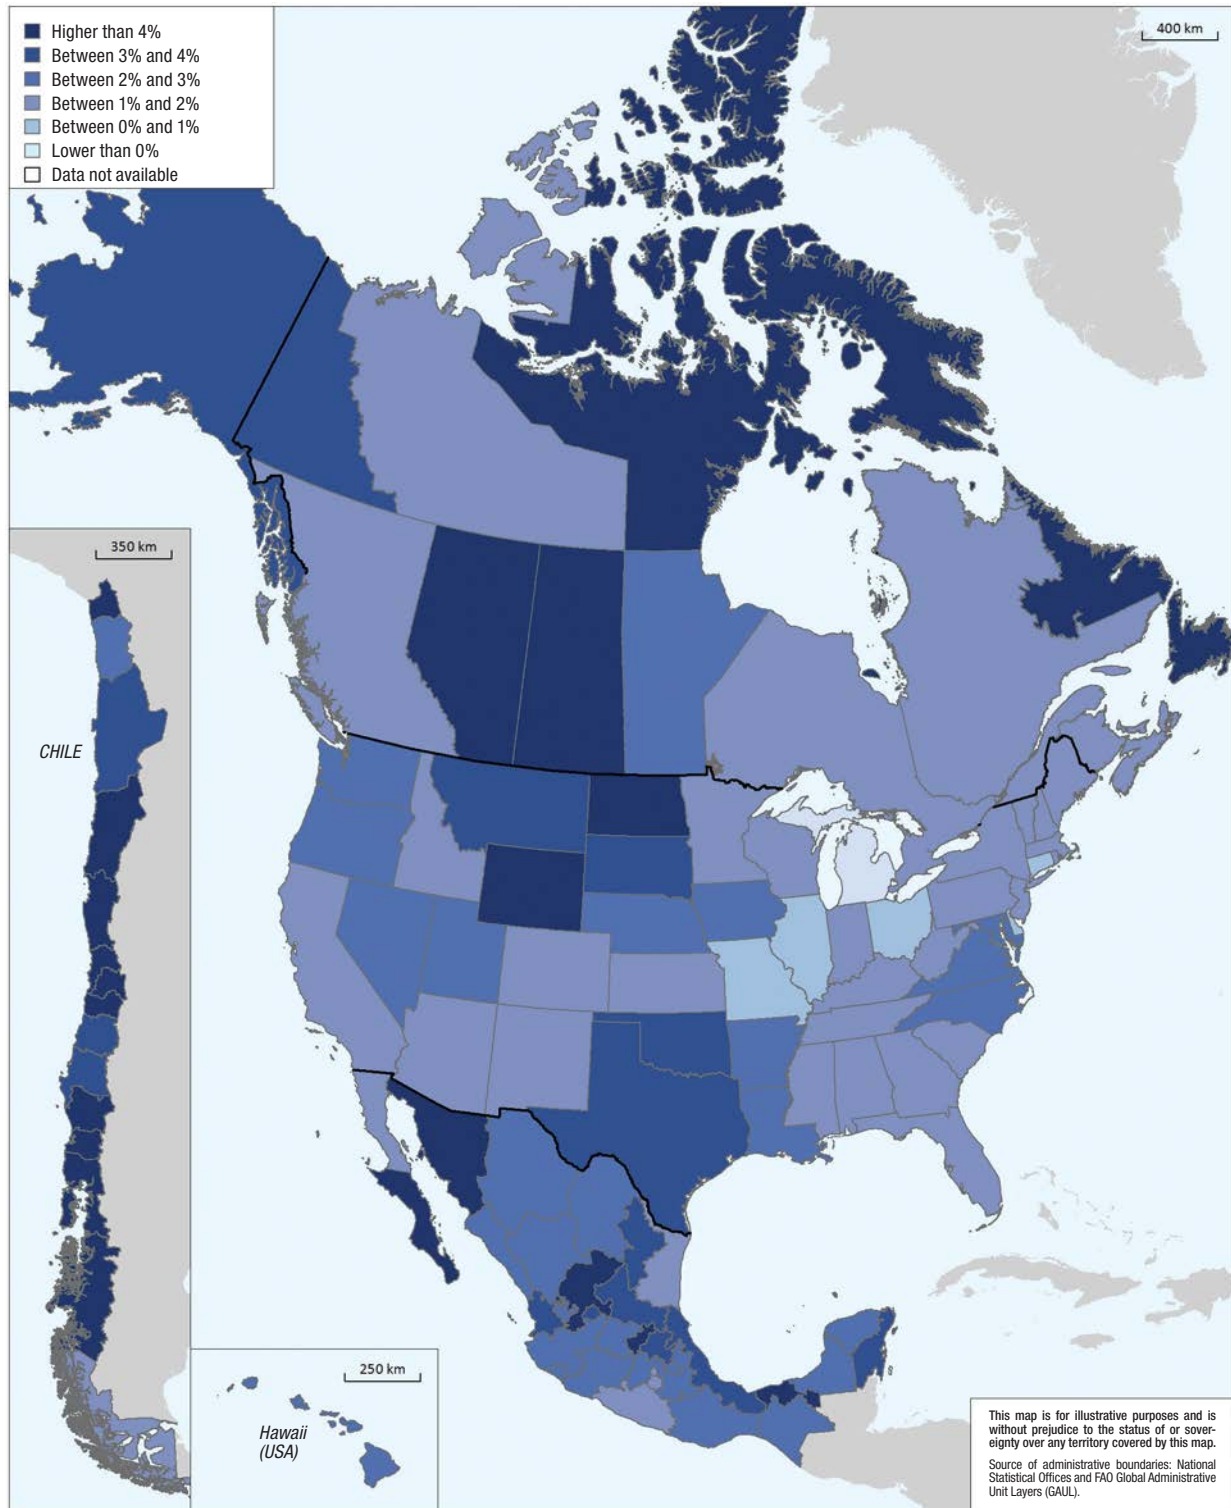 Higher than 4%
Between 3% and 4%
Between 2% and 3%
Between 1% and 2%
Between 0% and 1%
Lower than 0%
Data not available
400 km
350 km
CHILE
250 km
Hawaii
(USA)
This map is for illustrative purposes and is
without prejudice to the status of or sover-
eignty over any territory covered by this map.
Source of administrative boundaries: National
Statistical Offices and FAO Global Administrative
Unit Layers (GAUL).